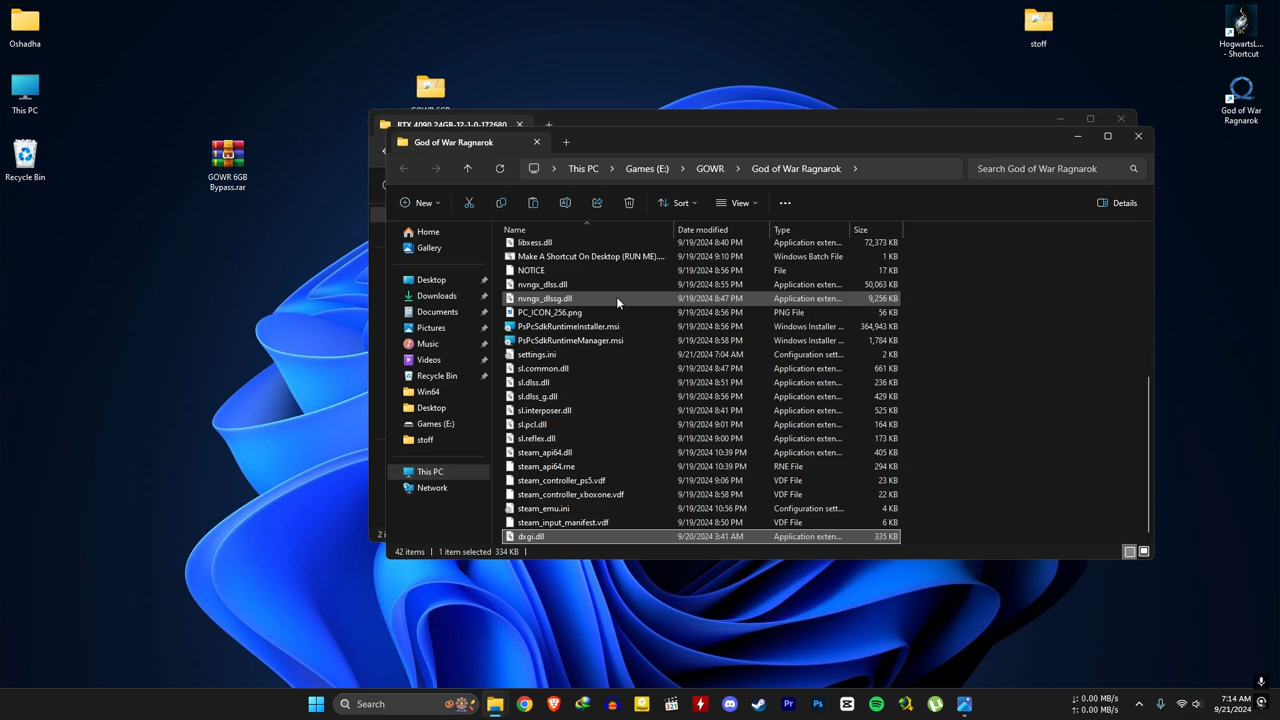 Oshadha
This PC
Recycle Bin
GOWR 6GB
Bypass.rar
stoff
HogwartsL...
- Shortcut
God of War
Ragnarok
RTX 4090 24GB-12-1-0-172680
God of War Ragnarok
This PC
Games (E:)
GOWR
God of War Ragnarok
Search God of War Ragnarok
New
Sort
View
Details
Home
Gallery
Desktop
Downloads
Documents
Pictures
Music
Videos
Recycle Bin
Win64
Desktop
Games (E:)
stoff
This PC
Network
Name Date modified Type Size
libxess.dll 9/19/2024 8:40 PM Application exten... 72,373 KB
Make A Shortcut On Desktop (RUN ME).... 9/19/2024 9:10 PM Windows Batch File 1 KB
NOTICE 9/19/2024 8:56 PM File 17 KB
nvngx_dlss.dll 9/19/2024 8:55 PM Application exten... 50,063 KB
nvngx_dlssg.dll 9/19/2024 8:47 PM Application exten... 9,256 KB
PC_ICON_256.png 9/19/2024 8:56 PM PNG File 56 KB
PsPcSdkRuntimeInstaller.msi 9/19/2024 8:56 PM Windows Installer ... 364,943 KB
PsPcSdkRuntimeManager.msi 9/19/2024 8:58 PM Windows Installer ... 1,784 KB
settings.ini 9/21/2024 7:04 AM Configuration sett... 2 KB
sl.common.dll 9/19/2024 8:47 PM Application exten... 661 KB
sl.dlss.dll 9/19/2024 8:51 PM Application exten... 236 KB
sl.dlss_g.dll 9/19/2024 8:56 PM Application exten... 429 KB
sl.interposer.dll 9/19/2024 8:41 PM Application exten... 525 KB
sl.pcl.dll 9/19/2024 9:01 PM Application exten... 164 KB
sl.reflex.dll 9/19/2024 9:00 PM Application exten... 173 KB
steam_api64.dll 9/19/2024 10:39 PM Application exten... 405 KB
steam_api64.rne 9/19/2024 10:39 PM RNE File 294 KB
steam_controller_ps5.vdf 9/19/2024 9:06 PM VDF File 23 KB
steam_controller_xboxone.vdf 9/19/2024 8:58 PM VDF File 22 KB
steam_emu.ini 9/19/2024 10:56 PM Configuration sett... 4 KB
steam_input_manifest.vdf 9/19/2024 8:50 PM VDF File 6 KB
dxgi.dll 9/20/2024 3:41 AM Application exten... 335 KB
42 items 1 item selected 334 KB
Search
0.00 MB/s
0.00 MB/s
7:14 AM
9/21/2024